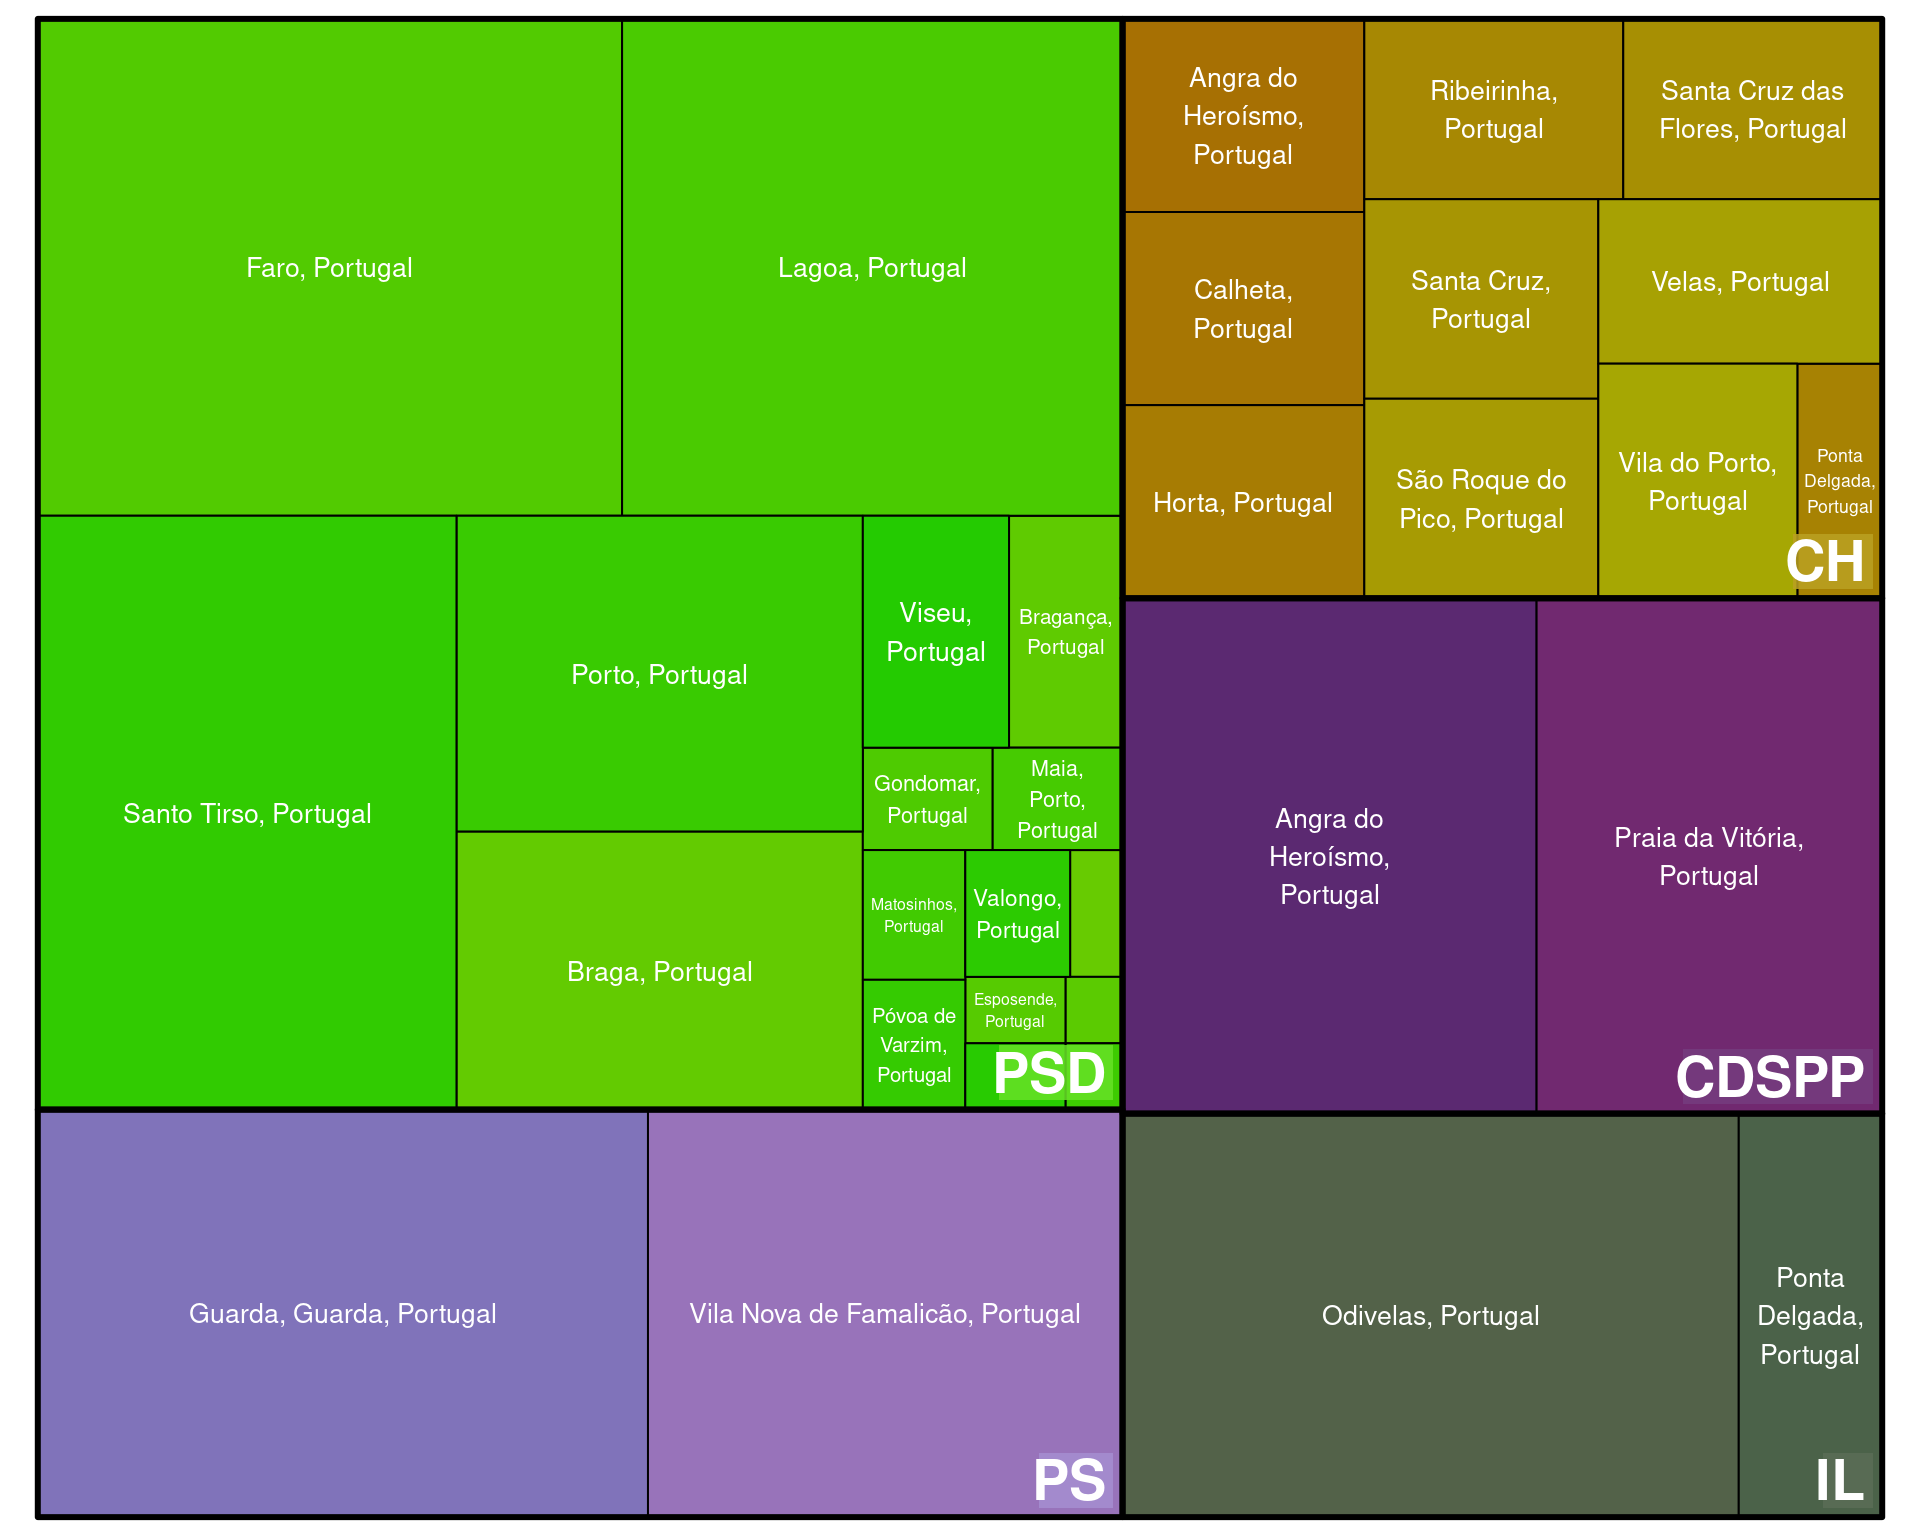 Faro, Portugal
Lagoa, Portugal
Santo Tirso, Portugal
Porto, Portugal
Braga, Portugal
Viseu,
Portugal
Bragança,
Portugal
Gondomar,
Portugal
Maia,
Porto,
Portugal
Matosinhos,
Portugal
Valongo,
Portugal
Póvoa de
Varzim,
Portugal
Esposende,
Portugal
PSD
Guarda, Guarda, Portugal
Vila Nova de Famalicão, Portugal
PS
Angra do
Heroísmo,
Portugal
Calheta,
Portugal
Horta, Portugal
Ribeirinha,
Portugal
Santa Cruz das
Flores, Portugal
Santa Cruz,
Portugal
Velas, Portugal
São Roque do
Pico, Portugal
Vila do Porto,
Portugal
Ponta
Delgada,
Portugal
CH
Angra do
Heroísmo,
Portugal
Praia da Vitória,
Portugal
CDSPP
Odivelas, Portugal
Ponta
Delgada,
Portugal
IL